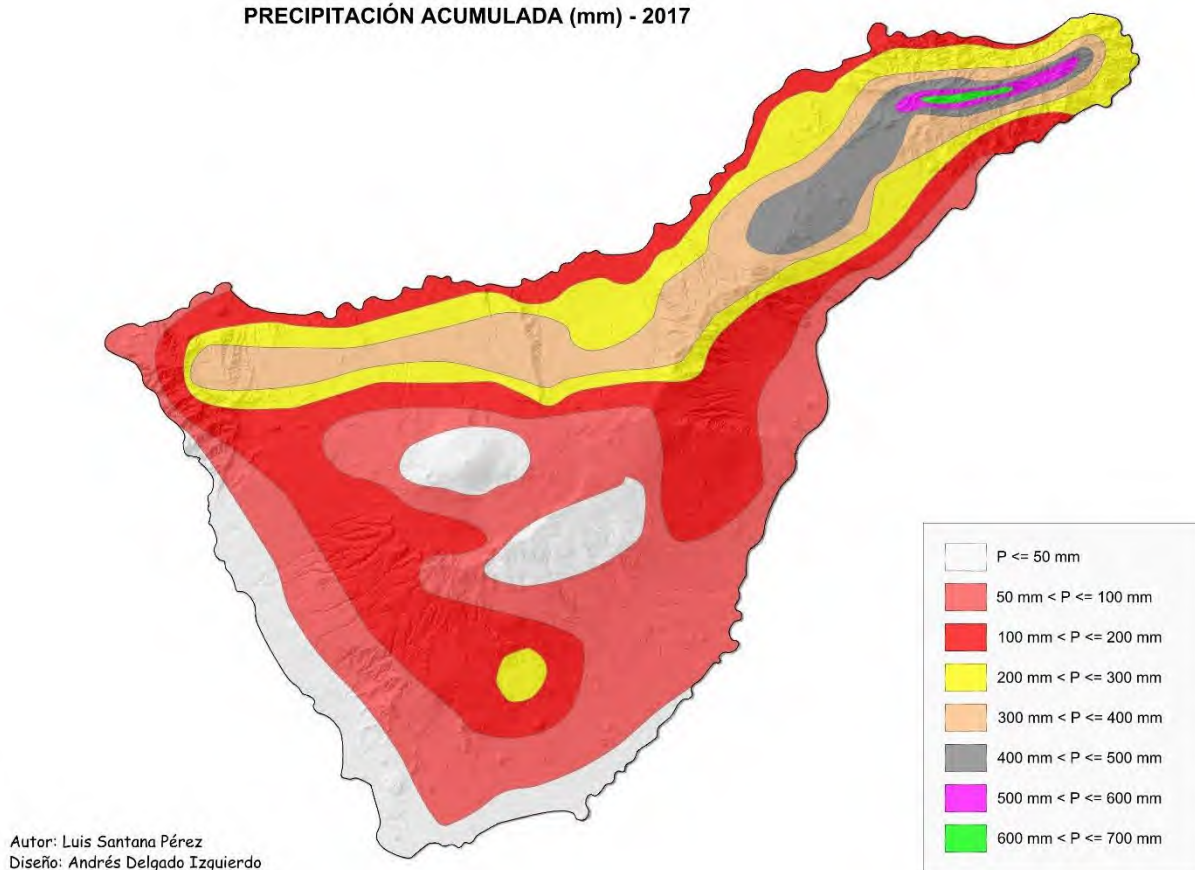 PRECIPITACIÓN ACUMULADA (mm) - 2017
P <= 50 mm
50 mm < P <= 100 mm
100 mm < P <= 200 mm
200 mm < P <= 300 mm
300 mm < P <= 400 mm
400 mm < P <= 500 mm
500 mm < P <= 600 mm
600 mm < P <= 700 mm
Autor: Luis Santana Pérez
Diseño: Andrés Delgado Izquierdo